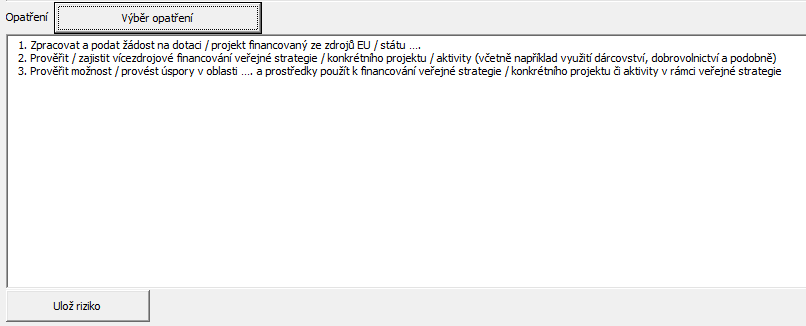 Opatření Výběr opatření
1. Zpracovat a podat žádost na dotaci / projekt financovaný ze zdrojů EU / státu ....
2. Prověřit / zajistit vícezdrojové financování veřejné strategie / konkrétního projektu / aktivity (včetně například využití dárcovství, dobrovolnictví a podobně)
3. Prověřit možnost / provést úspory v oblasti .... a prostředky použít k financování veřejné strategie / konkrétního projektu či aktivity v rámci veřejné strategie
Ulož riziko